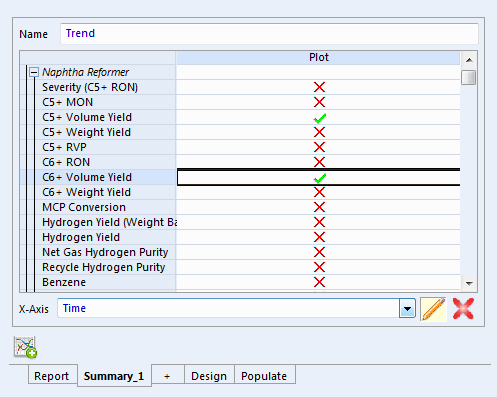 Name Trend
Plot
Naphtha Reformer
Severity (C5+ RON)
C5+ MON
C5+ Volume Yield
C5+ Weight Yield
C5+ RVP
C6+ RON
C6+ Volume Yield
C6+ Weight Yield
MCP Conversion
Hydrogen Yield (Weight Ba
Hydrogen Yield
Net Gas Hydrogen Purity
Recycle Hydrogen Purity
Benzene
X-Axis Time
Report Summary_1 + Design Populate